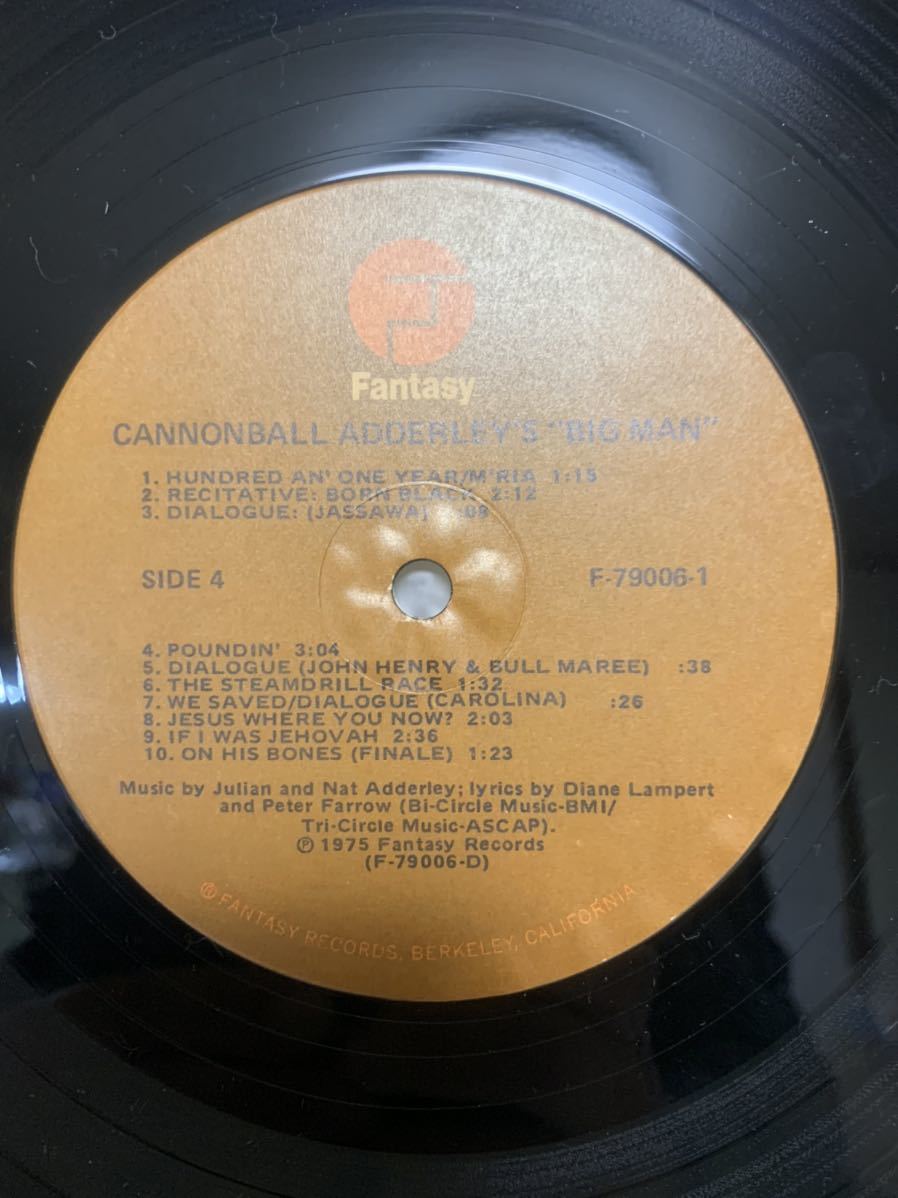 Fantasy
CANNONBALL ADDERLEY'S "BIG MAN"
1. HUNDRED AN' ONE YEAR/M'RIA 1:15
2. RECITATIVE: BORN BLACK 2:12
3. DIALOGUE: (JASSAWA) :09
SIDE 4
F-79006-1
4. POUNDIN' 3:04
5. DIALOGUE (JOHN HENRY & BULL MAREE) :38
6. THE STEAMDRILL RACE 1:32
7. WE SAVED/DIALOGUE (CAROLINA) :26
8. JESUS WHERE YOU NOW? 2:03
9. IF I WAS JEHOVAH 2:36
10. ON HIS BONES (FINALE) 1:23
Music by Julian and Nat Adderley; lyrics by Diane Lampert
and Peter Farrow (Bi-Circle Music-BMI/
Tri-Circle Music-ASCAP).
℗ 1975 Fantasy Records
(F-79006-D)
® FANTASY RECORDS, BERKELEY, CALIFORNIA